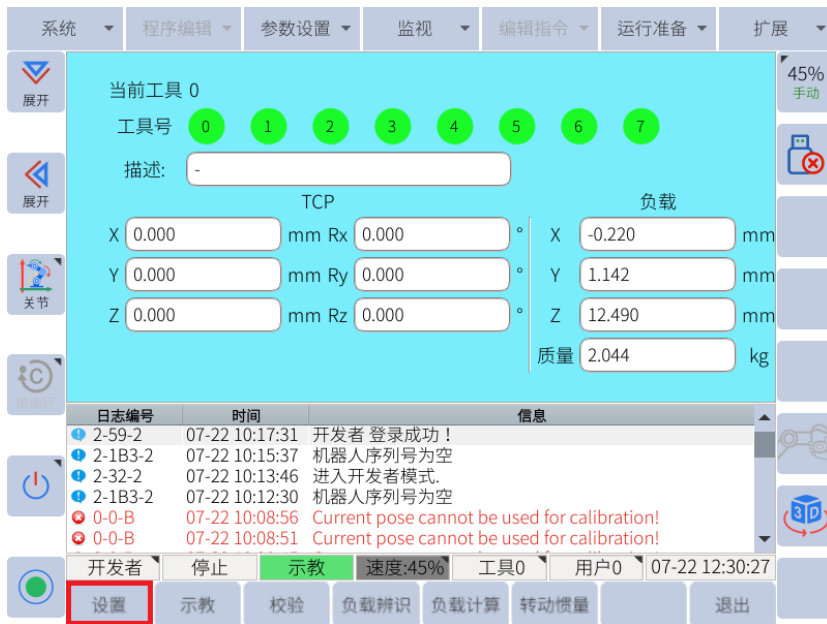 系统 程序编辑 参数设置 监视 编辑指令 运行准备 扩展
展开
45%
手动
当前工具 0
工具号 0 1 2 3 4 5 6 7
描述: -
展开
TCP 负载
X 0.000 mm Rx 0.000 ° X -0.220 mm
Y 0.000 mm Ry 0.000 ° Y 1.142 mm
关节
Z 0.000 mm Rz 0.000 ° Z 12.490 mm
质量 2.044 kg
日志编号 时间 信息
2-59-2 07-22 10:17:31 开发者 登录成功！
2-1B3-2 07-22 10:15:37 机器人序列号为空
2-32-2 07-22 10:13:46 进入开发者模式.
2-1B3-2 07-22 10:12:30 机器人序列号为空
0-0-B 07-22 10:08:56 Current pose cannot be used for calibration!
0-0-B 07-22 10:08:51 Current pose cannot be used for calibration!
3D
开发者 停止 示教 速度:45% 工具0 用户0 07-22 12:30:27
设置 示教 校验 负载辨识 负载计算 转动惯量 退出